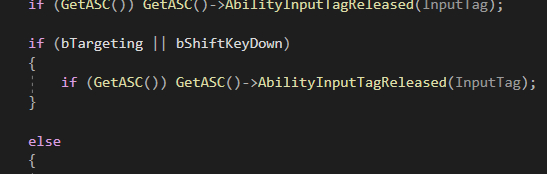 if (GetASC()) GetASC()->AbilityInputTagReleased(InputTag);
if (bTargeting || bShiftKeyDown)
{
if (GetASC()) GetASC()->AbilityInputTagReleased(InputTag);
}
else
{